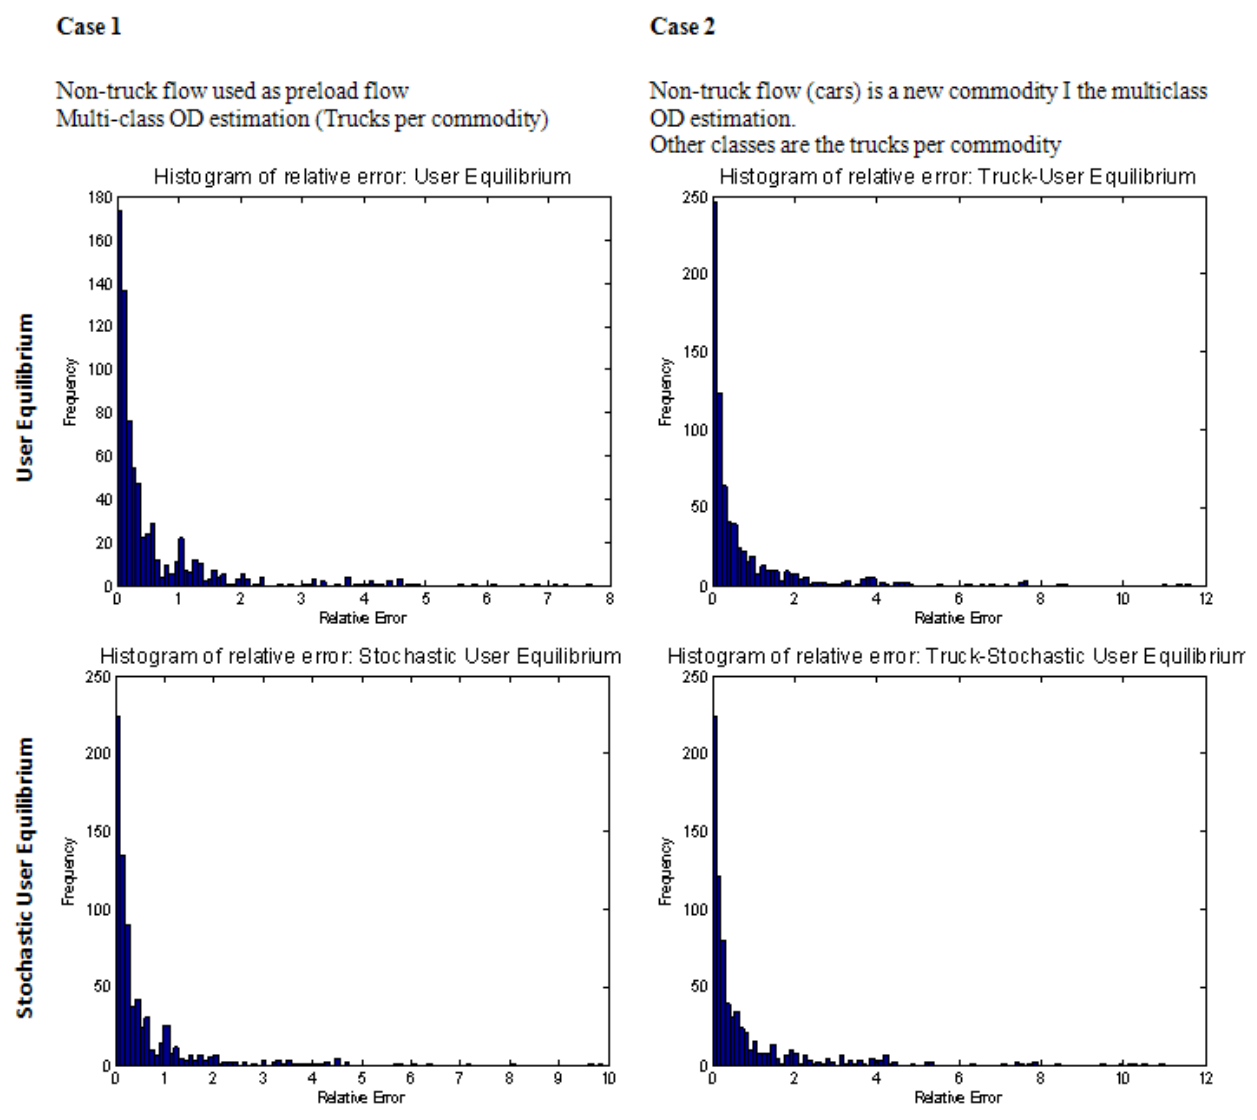 Case 1
Case 2
Non-truck flow used as preload flow
Multi-class OD estimation (Trucks per commodity)
Non-truck flow (cars) is a new commodity I the multiclass
OD estimation.
Other classes are the trucks per commodity
User Equilibrium
Histogram of relative error: User Equilibrium
180
160
140
120
100
80
60
40
20
0
Frequency
0 1 2 3 4 5 6 7 8
Relative Error
Histogram of relative error: Truck-User Equilibrium
250
200
150
100
50
0
Frequency
0 2 4 6 8 10 12
Relative Error
Stochastic User Equilibrium
Histogram of relative error: Stochastic User Equilibrium
250
200
150
100
50
0
Frequency
0 1 2 3 4 5 6 7 8 9 10
Relative Error
Histogram of relative error: Truck-Stochastic User Equilibrium
250
200
150
100
50
0
Frequency
0 2 4 6 8 10 12
Relative Error